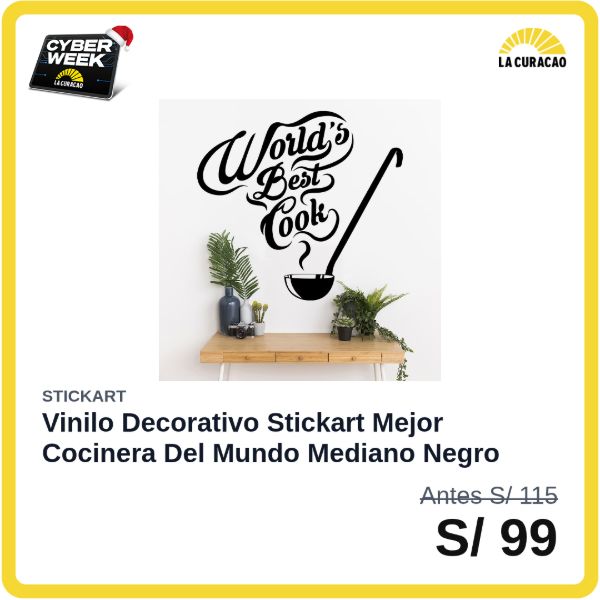 CYBER
WEEK
LA CURACAO
LA CURACAO
World's
Best
Cook
STICKART
Vinilo Decorativo Stickart Mejor
Cocinera Del Mundo Mediano Negro
Antes S/ 115
S/ 99